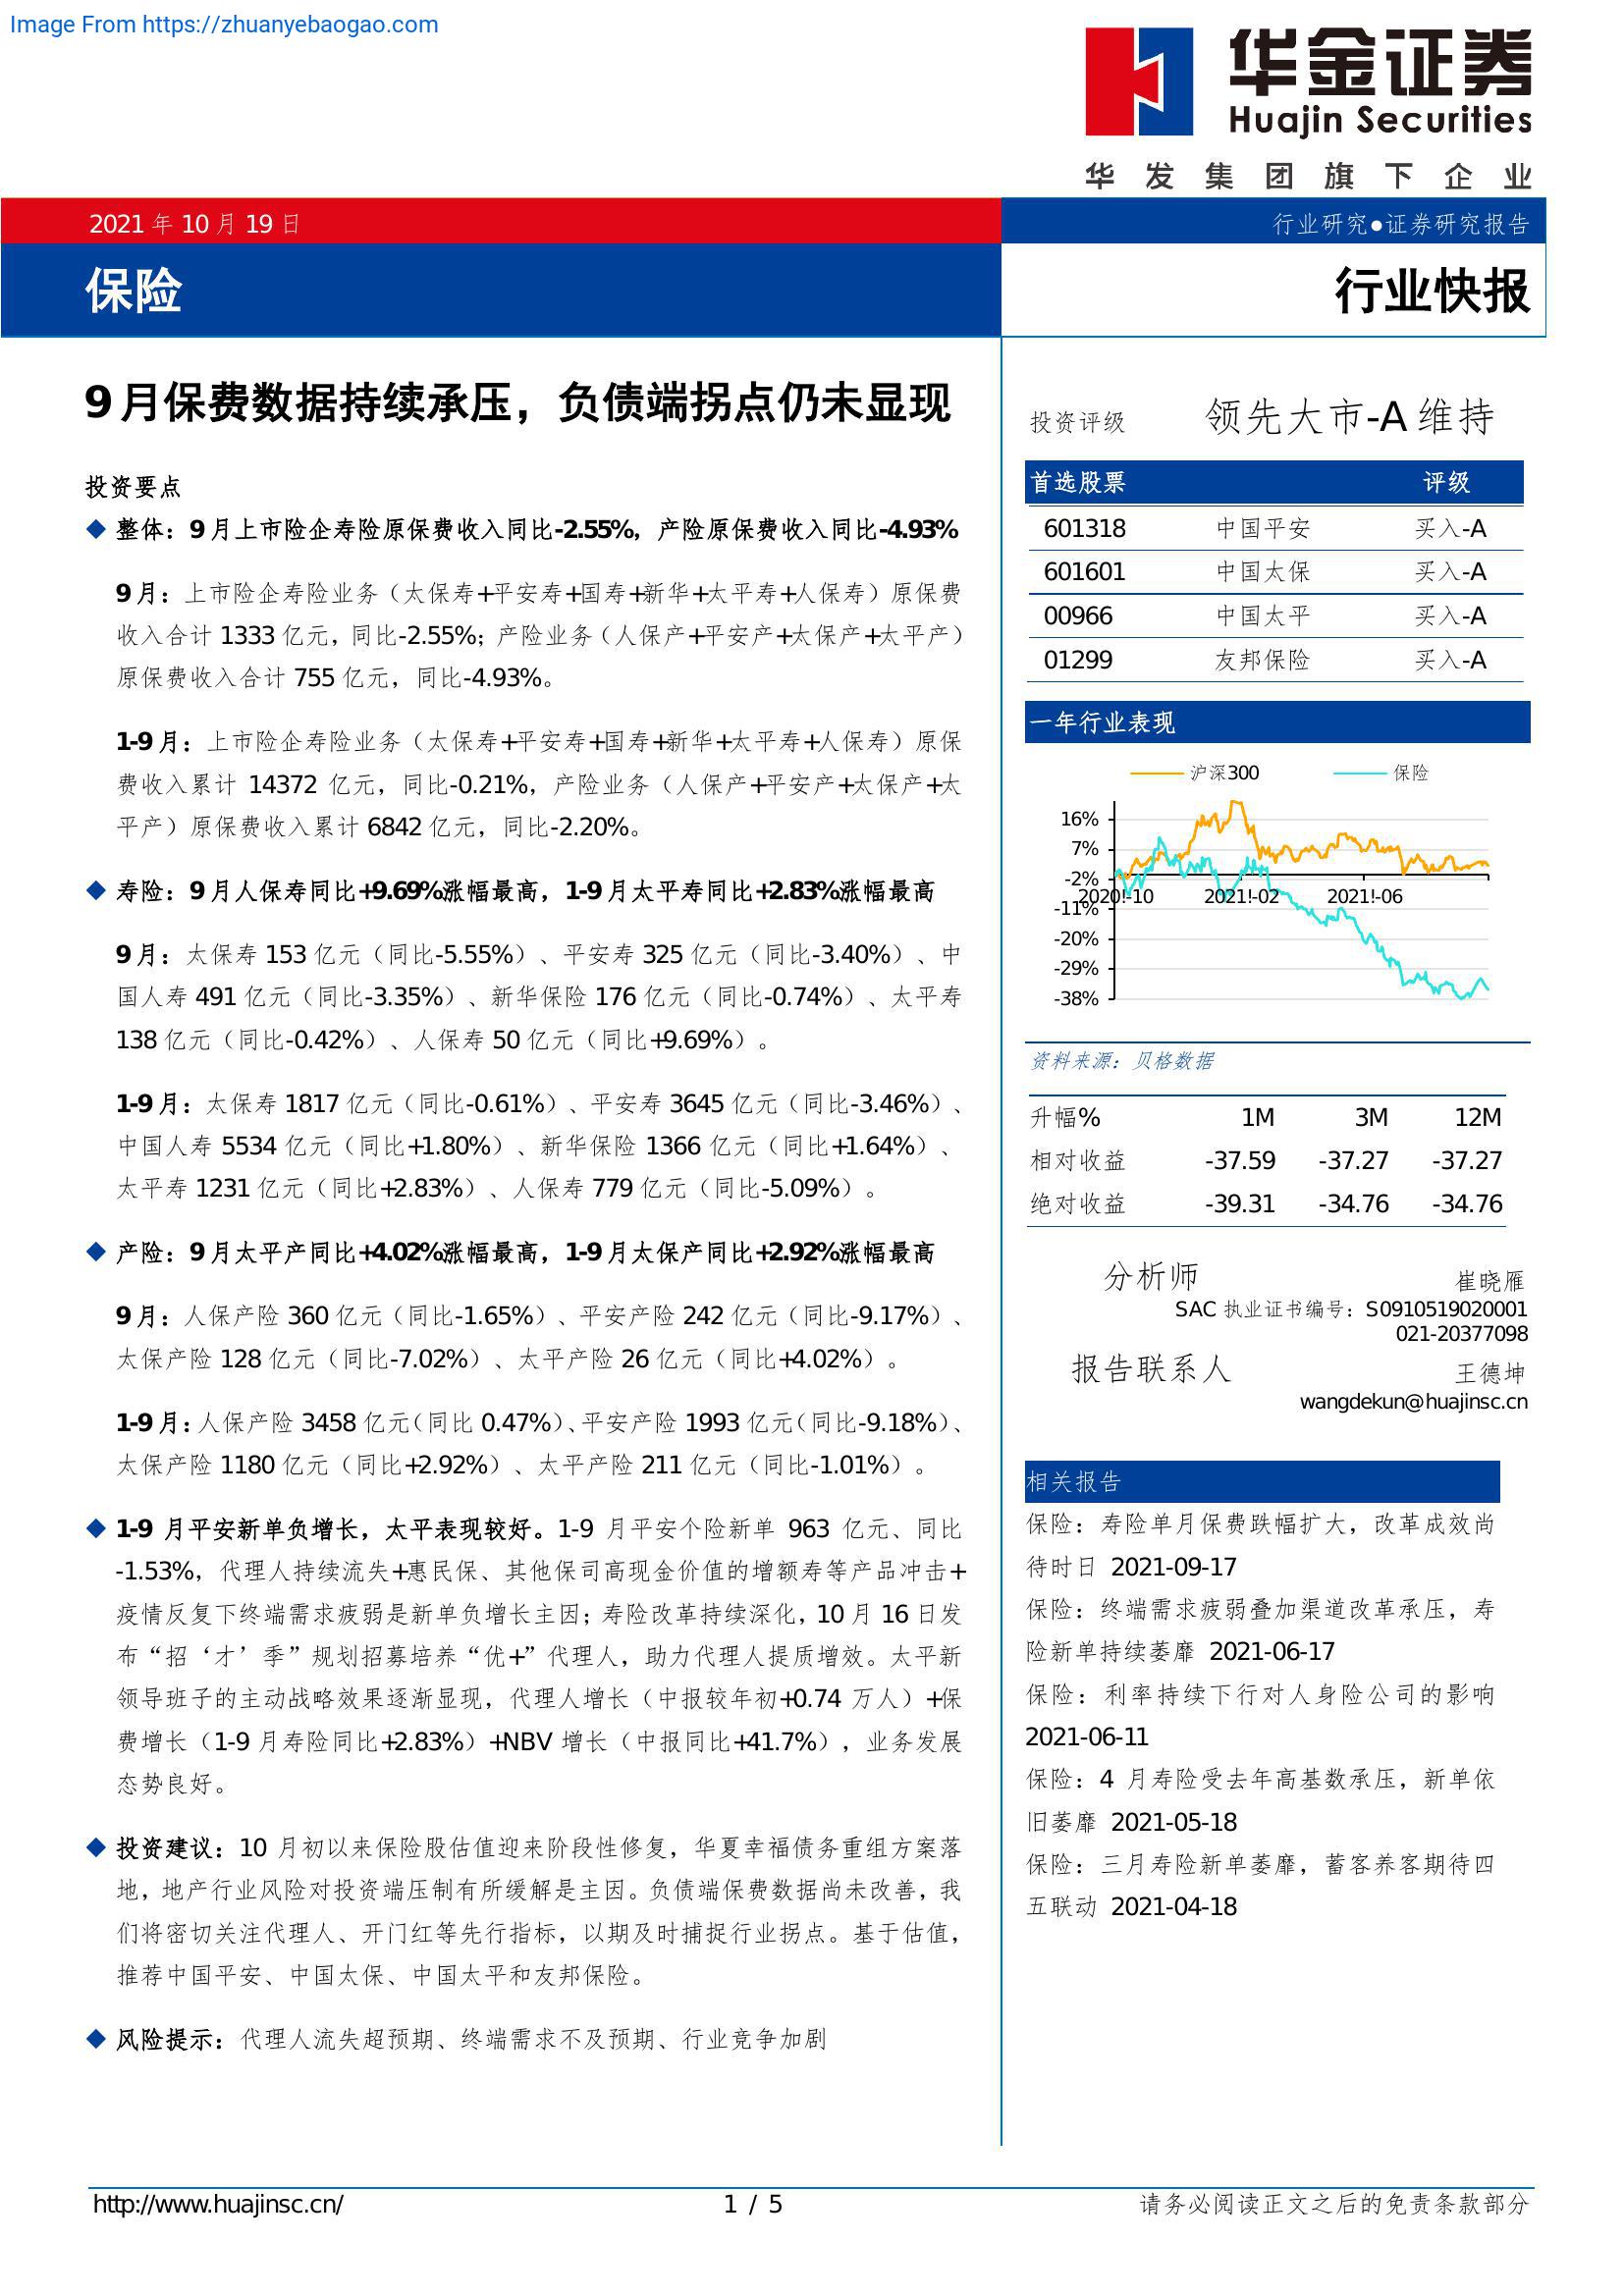 Image From https://zhuanyebaogao.com
华金证券
Huajin Securities
华发集团旗下企业
2021 年 10 月 19 日
行业研究●证券研究报告
保险
行业快报
9 月保费数据持续承压，负债端拐点仍未显现
投资要点
◆ 整体：9 月上市险企寿险原保费收入同比-2.55%，产险原保费收入同比-4.93%
9 月：上市险企寿险业务（太保寿+平安寿+国寿+新华+太平寿+人保寿）原保费
收入合计 1333 亿元，同比-2.55%；产险业务（人保产+平安产+太保产+太平产）
原保费收入合计 755 亿元，同比-4.93%。
1-9 月：上市险企寿险业务（太保寿+平安寿+国寿+新华+太平寿+人保寿）原保
费收入累计 14372 亿元，同比-0.21%，产险业务（人保产+平安产+太保产+太
平产）原保费收入累计 6842 亿元，同比-2.20%。
◆ 寿险：9 月人保寿同比+9.69%涨幅最高，1-9 月太平寿同比+2.83%涨幅最高
9 月：太保寿 153 亿元（同比-5.55%）、平安寿 325 亿元（同比-3.40%）、中
国人寿 491 亿元（同比-3.35%）、新华保险 176 亿元（同比-0.74%）、太平寿
138 亿元（同比-0.42%）、人保寿 50 亿元（同比+9.69%）。
1-9 月：太保寿 1817 亿元（同比-0.61%）、平安寿 3645 亿元（同比-3.46%）、
中国人寿 5534 亿元（同比+1.80%）、新华保险 1366 亿元（同比+1.64%）、
太平寿 1231 亿元（同比+2.83%）、人保寿 779 亿元（同比-5.09%）。
◆ 产险：9 月太平产同比+4.02%涨幅最高，1-9 月太保产同比+2.92%涨幅最高
9 月：人保产险 360 亿元（同比-1.65%）、平安产险 242 亿元（同比-9.17%）、
太保产险 128 亿元（同比-7.02%）、太平产险 26 亿元（同比+4.02%）。
1-9 月：人保产险 3458 亿元（同比 0.47%）、平安产险 1993 亿元（同比-9.18%）、
太保产险 1180 亿元（同比+2.92%）、太平产险 211 亿元（同比-1.01%）。
◆ 1-9 月平安新单负增长，太平表现较好。1-9 月平安个险新单 963 亿元、同比
-1.53%，代理人持续流失+惠民保、其他保司高现金价值的增额寿等产品冲击+
疫情反复下终端需求疲弱是新单负增长主因；寿险改革持续深化，10 月 16 日发
布“招‘才’季”规划招募培养“优+”代理人，助力代理人提质增效。太平新
领导班子的主动战略效果逐渐显现，代理人增长（中报较年初+0.74 万人）+保
费增长（1-9 月寿险同比+2.83%）+NBV 增长（中报同比+41.7%），业务发展
态势良好。
◆ 投资建议：10 月初以来保险股估值迎来阶段性修复，华夏幸福债务重组方案落
地，地产行业风险对投资端压制有所缓解是主因。负债端保费数据尚未改善，我
们将密切关注代理人、开门红等先行指标，以期及时捕捉行业拐点。基于估值，
推荐中国平安、中国太保、中国太平和友邦保险。
◆ 风险提示：代理人流失超预期、终端需求不及预期、行业竞争加剧
投资评级 领先大市-A 维持
首选股票 评级
601318 中国平安 买入-A
601601 中国太保 买入-A
00966 中国太平 买入-A
01299 友邦保险 买入-A
一年行业表现
沪深300 保险
16%
7%
-2%
2020!-10 2021!-02 2021!-06
-11%
-20%
-29%
-38%
资料来源：贝格数据
升幅% 1M 3M 12M
相对收益 -37.59 -37.27 -37.27
绝对收益 -39.31 -34.76 -34.76
分析师 崔晓雁
SAC 执业证书编号：S0910519020001
021-20377098
报告联系人 王德坤
wangdekun@huajinsc.cn
相关报告
保险：寿险单月保费跌幅扩大，改革成效尚
待时日 2021-09-17
保险：终端需求疲弱叠加渠道改革承压，寿
险新单持续萎靡 2021-06-17
保险：利率持续下行对人身险公司的影响
2021-06-11
保险：4 月寿险受去年高基数承压，新单依
旧萎靡 2021-05-18
保险：三月寿险新单萎靡，蓄客养客期待四
五联动 2021-04-18
http://www.huajinsc.cn/ 1 / 5 请务必阅读正文之后的免责条款部分